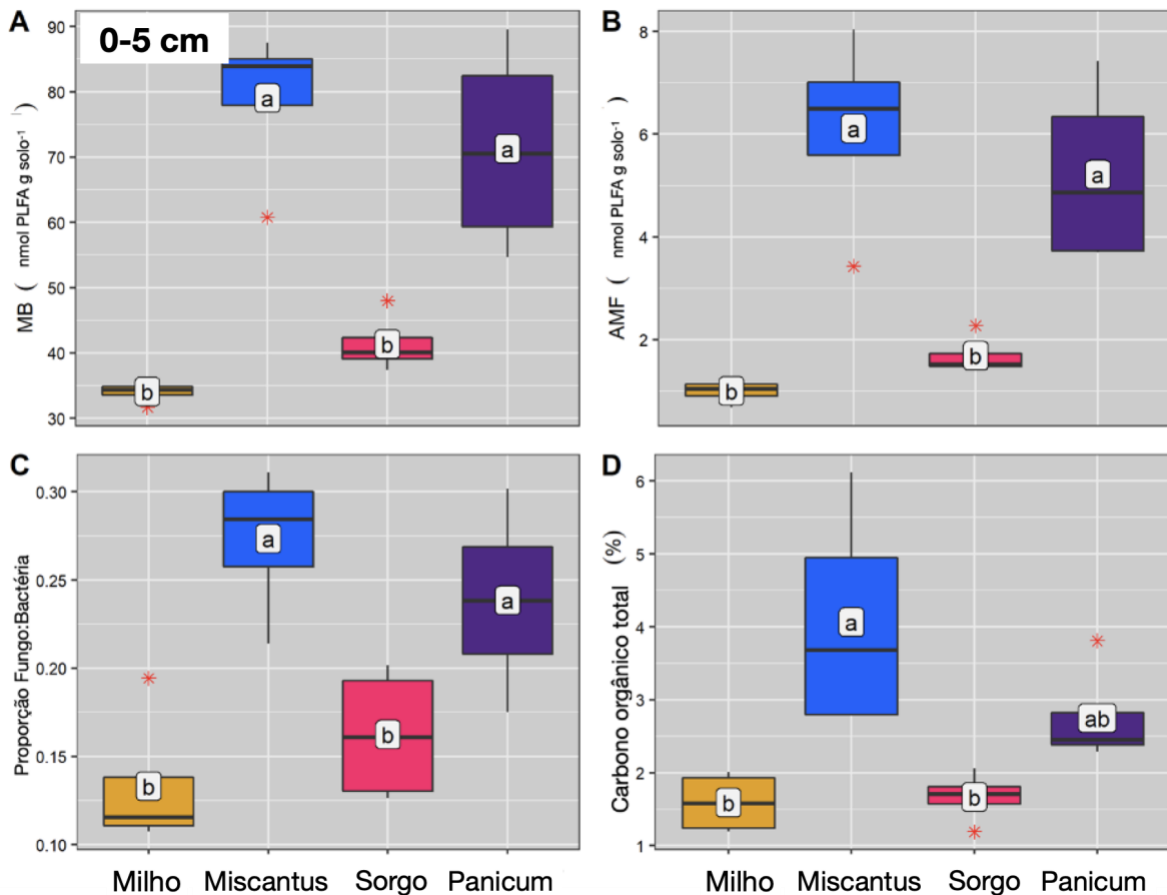 A
0-5 cm
MB ( nmol PLFA g solo⁻¹ )
90
80
70
60
50
40
30
a
a
b
b
B
AMF ( nmol PLFA g solo⁻¹ )
8
6
4
2
a
a
b
b
C
Proporção Fungo:Bactéria
0.30
0.25
0.20
0.15
0.10
a
a
b
b
D
Carbono orgânico total (%)
6
5
4
3
2
1
a
ab
b
b
Milho Miscantus Sorgo Panicum
Milho Miscantus Sorgo Panicum